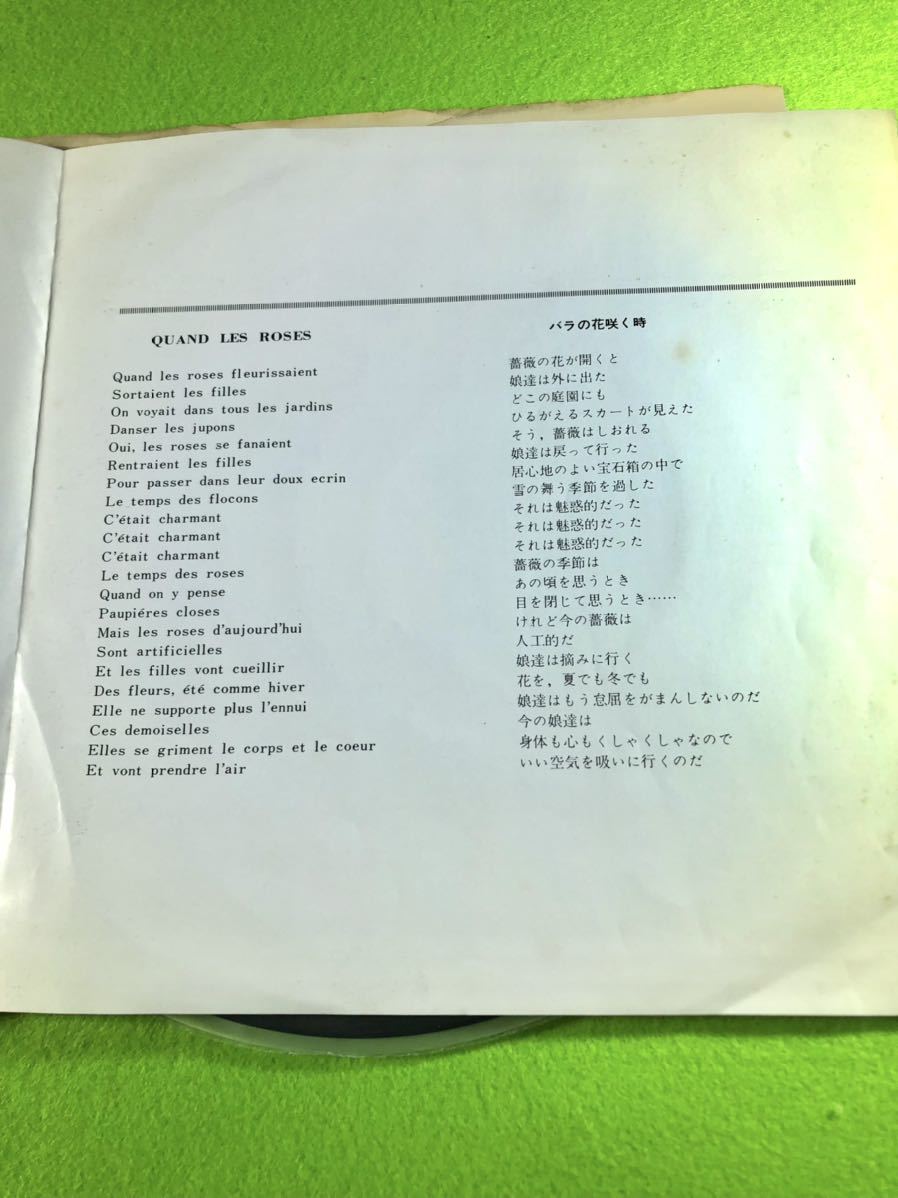 QUAND LES ROSES
Quand les roses fleurissaient
Sortaient les filles
On voyait dans tous les jardins
Danser les jupons
Oui, les roses se fanaient
Rentraient les filles
Pour passer dans leur doux ecrin
Le temps des flocons
C'était charmant
C'était charmant
C'était charmant
Le temps des roses
Quand on y pense
Paupiéres closes
Mais les roses d'aujourd'hui
Sont artificielles
Et les filles vont cueillir
Des fleurs, été comme hiver
Elle ne supporte plus l'ennui
Ces demoiselles
Elles se griment le corps et le coeur
Et vont prendre l'air
バラの花咲く時
薔薇の花が開くと
娘達は外に出た
どこの庭園にも
ひるがえるスカートが見えた
そう，薔薇はしおれる
娘達は戻って行った
居心地のよい宝石箱の中で
雪の舞う季節を過した
それは魅惑的だった
それは魅惑的だった
それは魅惑的だった
薔薇の季節は
あの頃を思うとき
目を閉じて思うとき……
けれど今の薔薇は
人工的だ
娘達は摘みに行く
花を，夏でも冬でも
娘達はもう怠屈をがまんしないのだ
今の娘達は
身体も心もくしゃくしゃなので
いい空気を吸いに行くのだ